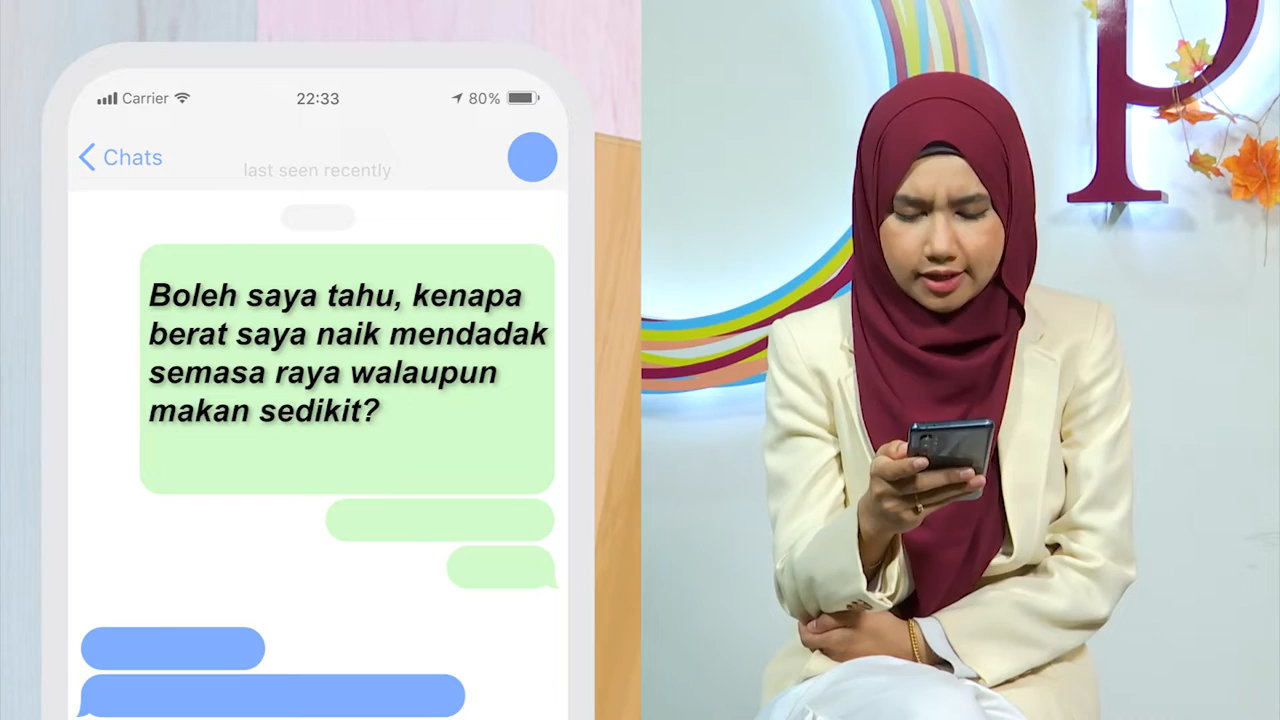 Carrier
22:33
80%
Chats
last seen recently
Boleh saya tahu, kenapa
berat saya naik mendadak
semasa raya walaupun
makan sedikit?
P